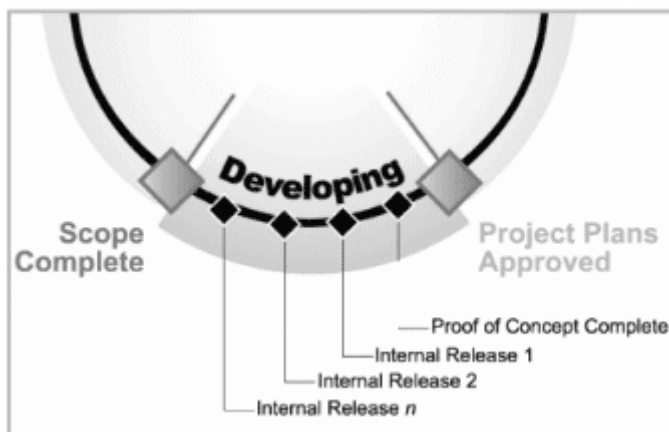 Developing
Scope
Complete
Project Plans
Approved
Proof of Concept Complete
Internal Release 1
Internal Release 2
Internal Release n